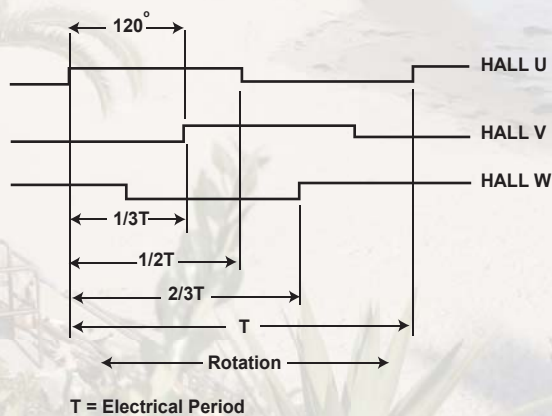 120°
HALL U
HALL V
HALL W
1/3T
1/2T
2/3T
T
Rotation
T = Electrical Period